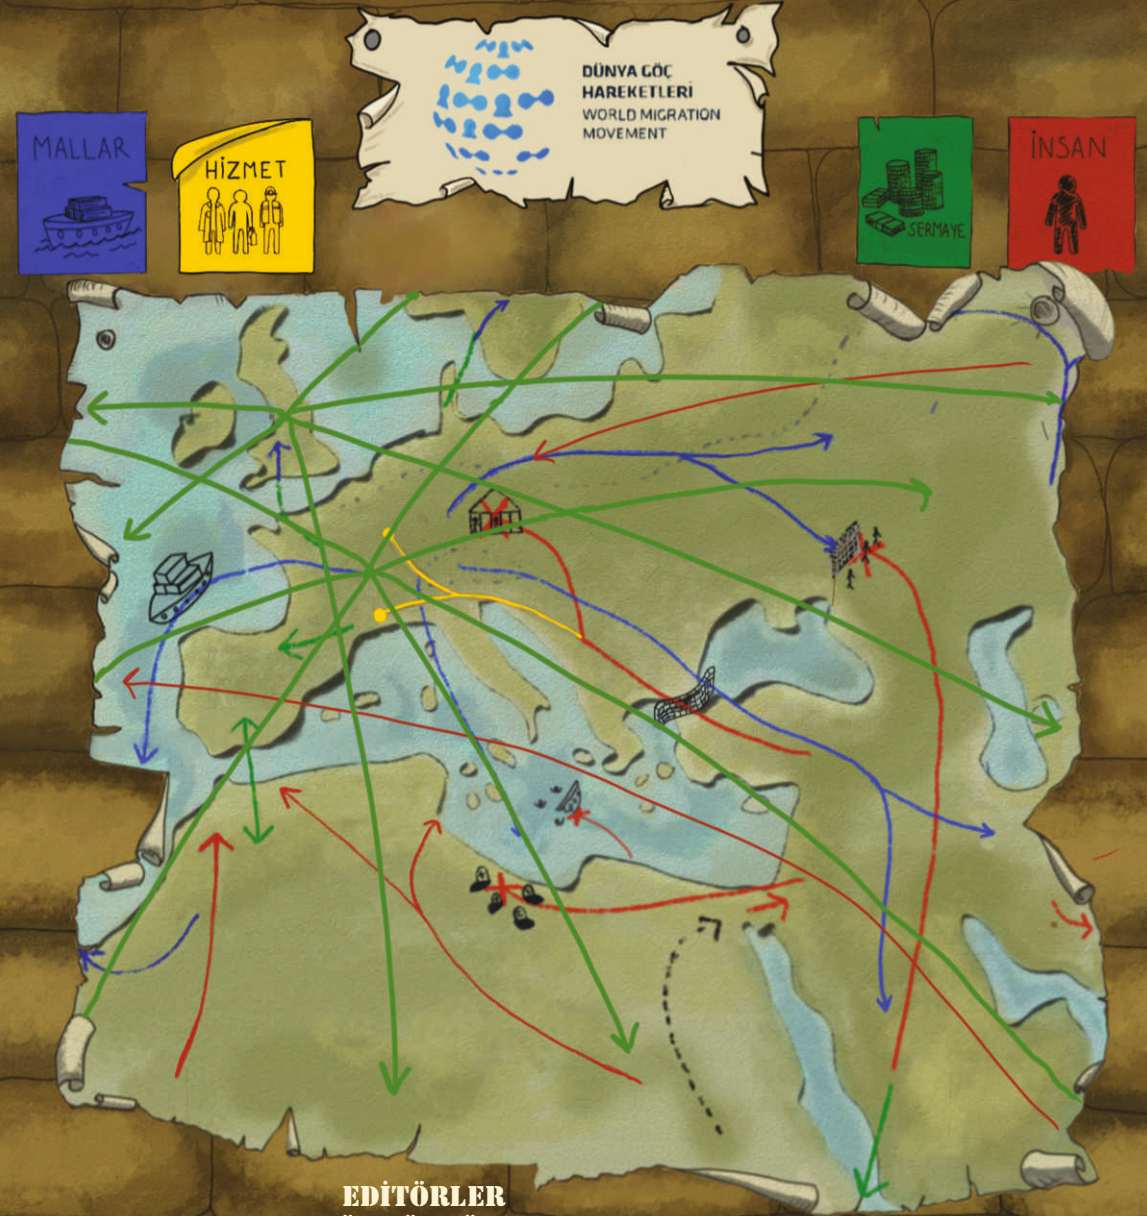 DÜNYA GÖÇ
HAREKETLERİ
WORLD MIGRATION
MOVEMENT
MALLAR
HİZMET
SERMAYE
İNSAN
EDİTÖRLER